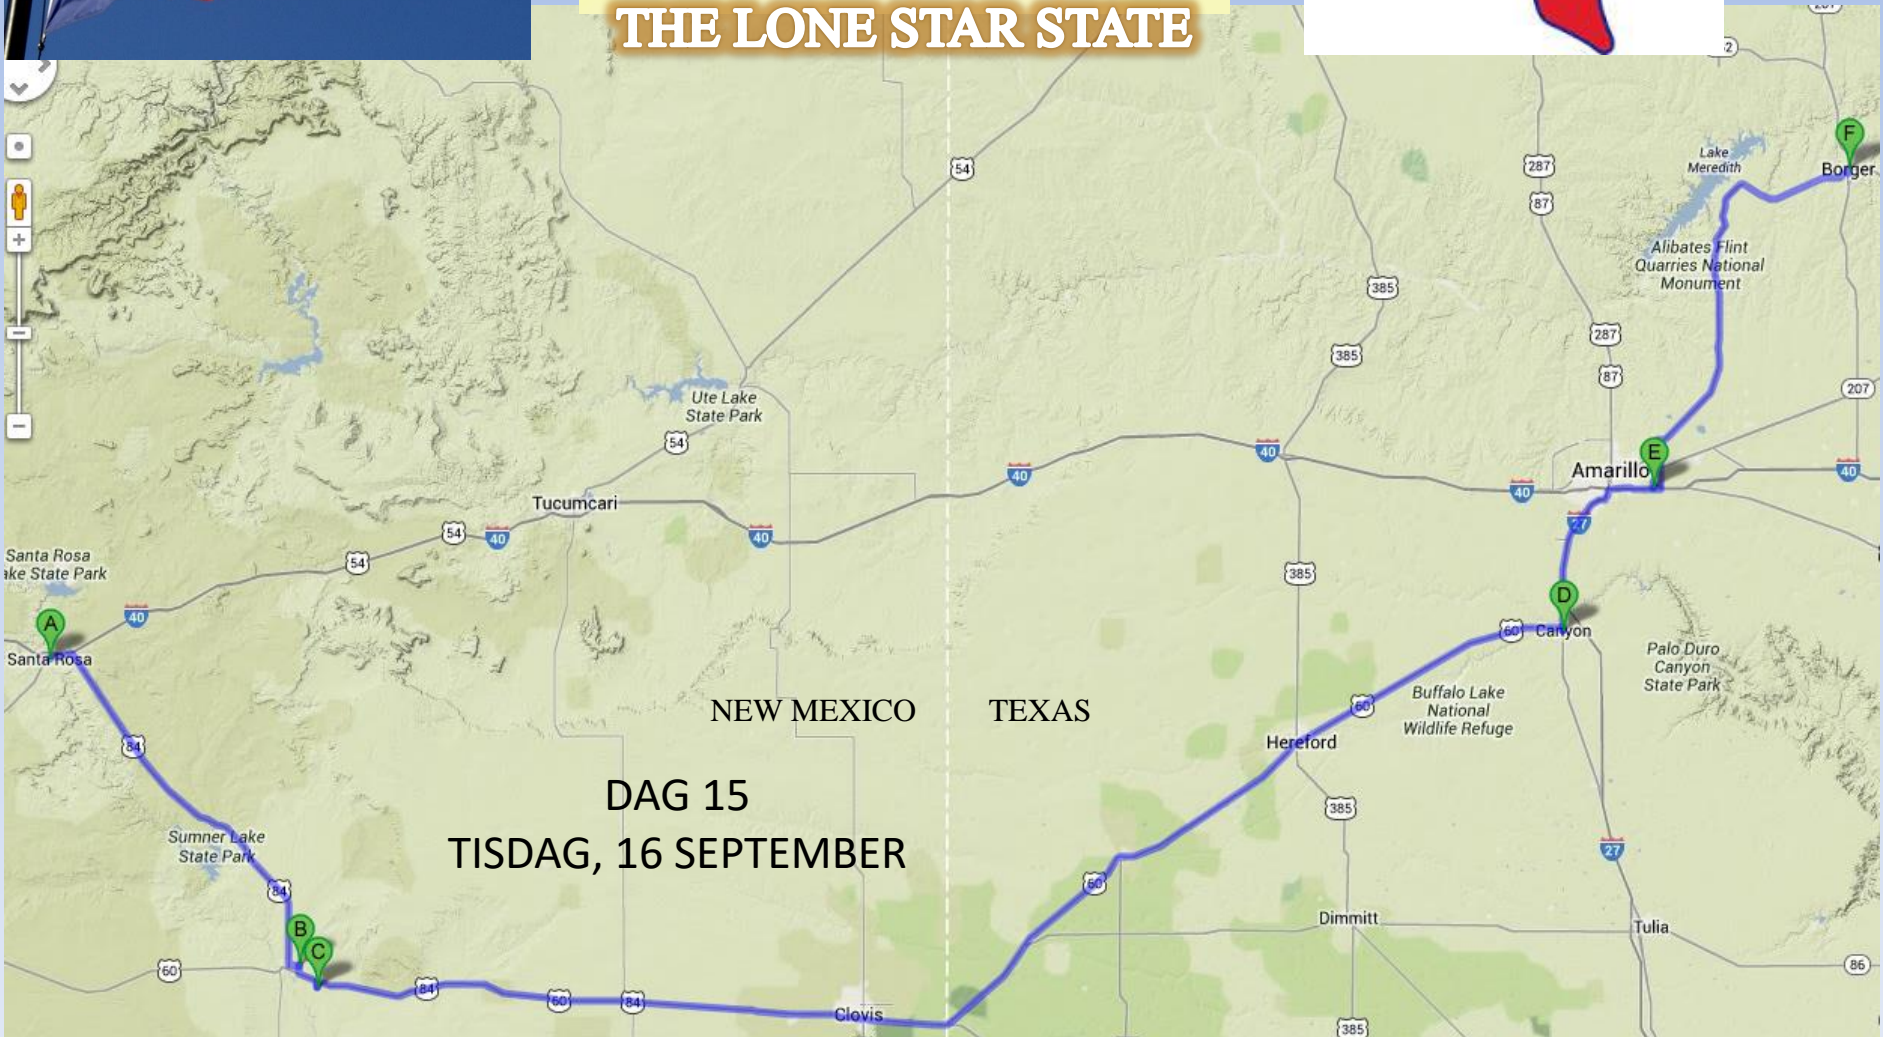 THE LONE STAR STATE
207
52
54
287
87
Lake
Meredith
F
Borger
Alibates Flint
Quarries National
Monument
385
287
385
87
207
Ute Lake
State Park
54
40
40
E
Amarillo
40
40
Tucumcari
54
40
40
27
Santa Rosa
ake State Park
54
385
A
40
D
60
Canyon
Santa Rosa
Palo Duro
Canyon
State Park
NEW MEXICO
TEXAS
60
Buffalo Lake
National
Wildlife Refuge
84
Hereford
DAG 15
TISDAG, 16 SEPTEMBER
385
Sumner Lake
State Park
27
84
60
B
C
Dimmitt
Tulia
60
86
84
60
84
Clovis
385